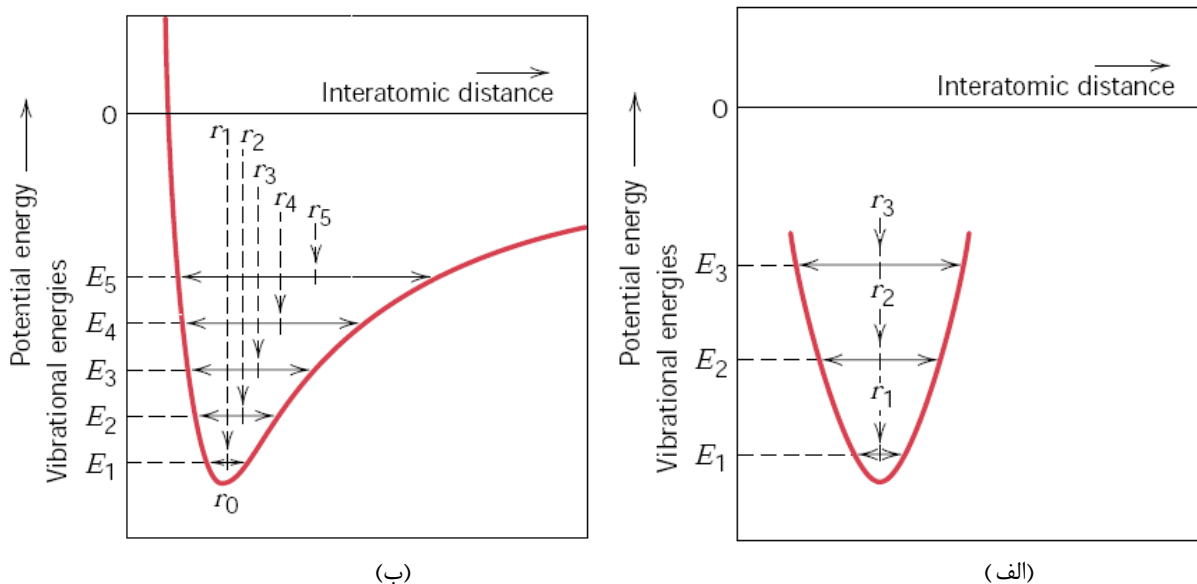 Interatomic distance
0
Potential energy
Vibrational energies
r1
r2
r3
r4
r5
E5
E4
E3
E2
E1
r0
(ب)
Interatomic distance
0
Potential energy
Vibrational energies
r3
E3
r2
E2
r1
E1
(الف)